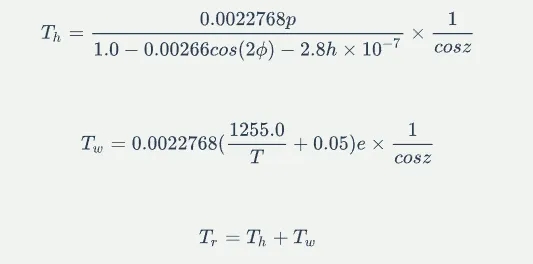 T_h = \frac{0.0022768p}{1.0 - 0.00266cos(2\phi) - 2.8h \times 10^{-7}} \times \frac{1}{cosz}
T_w = 0.0022768(\frac{1255.0}{T} + 0.05)e \times \frac{1}{cosz}
T_r = T_h + T_w